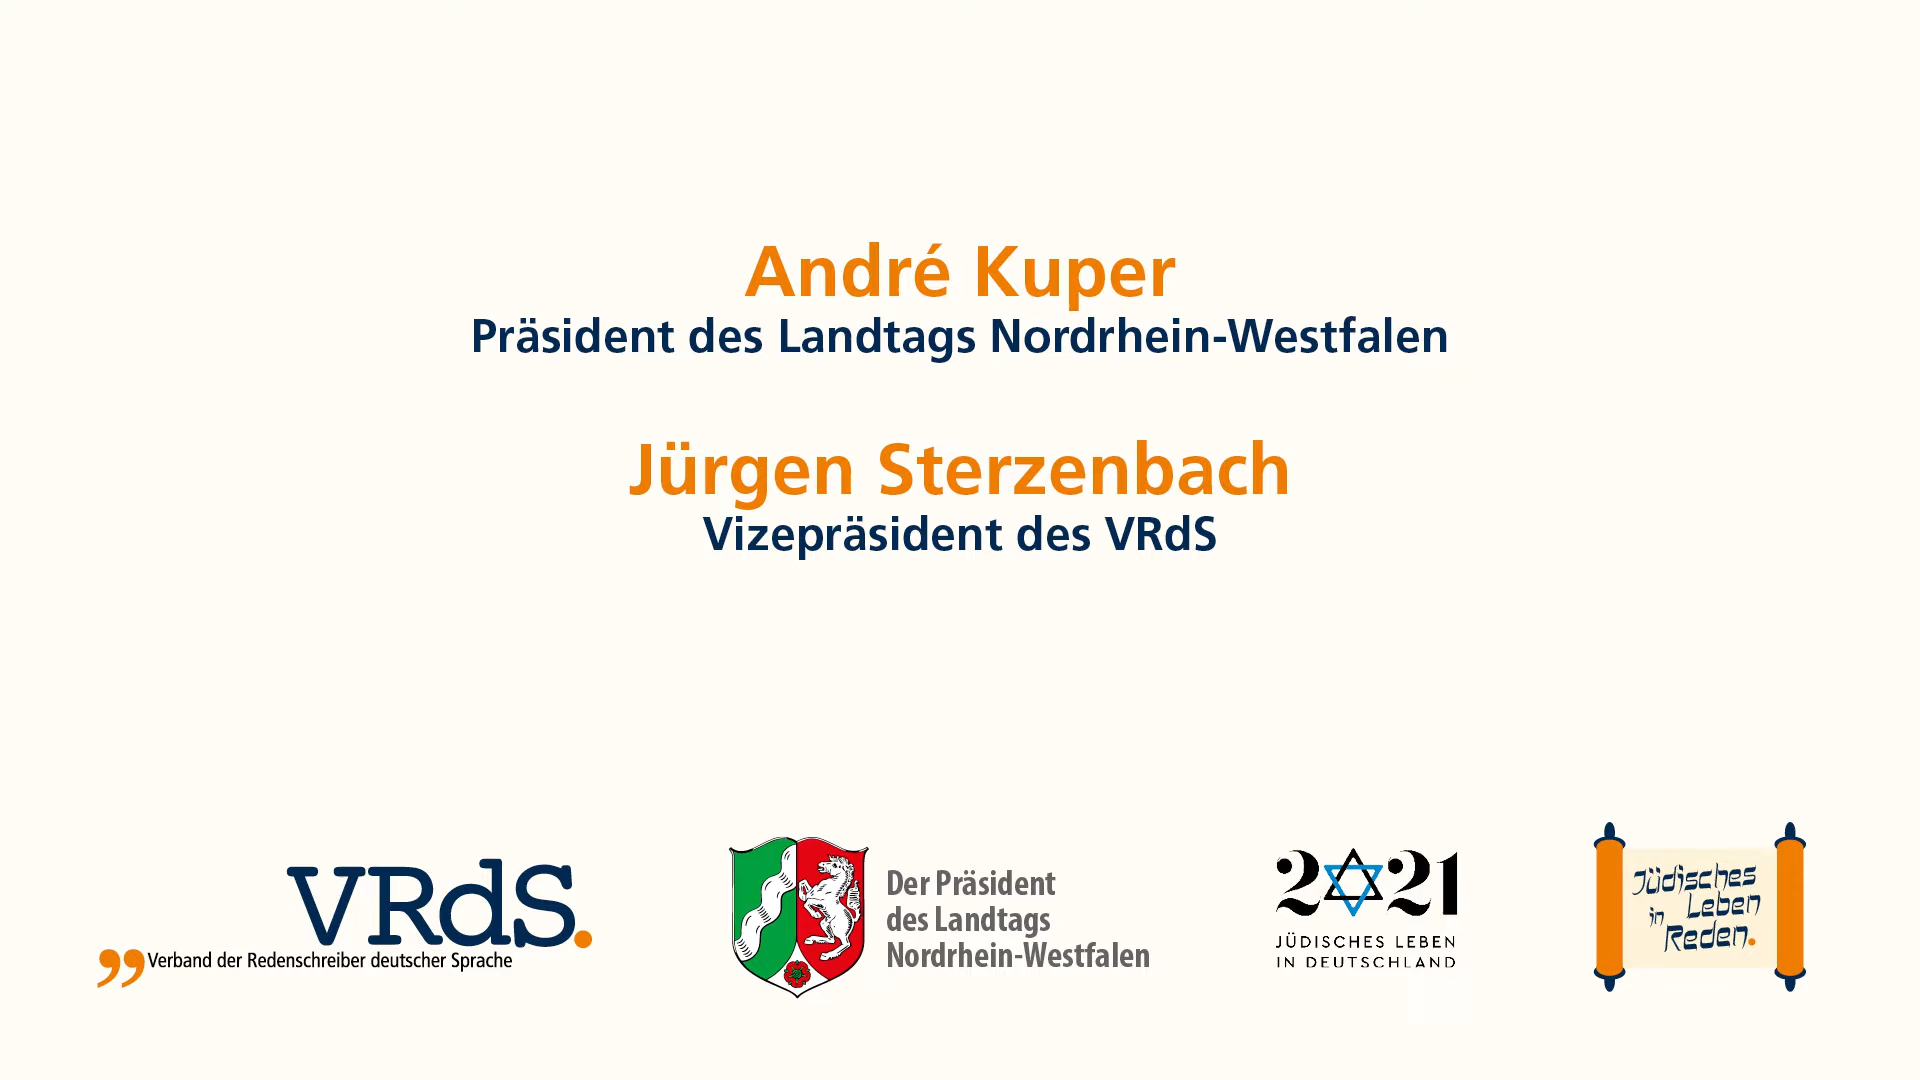 André Kuper
Präsident des Landtags Nordrhein-Westfalen
Jürgen Sterzenbach
Vizepräsident des VRdS
VRdS.
Verband der Redenschreiber deutscher Sprache
Der Präsident
des Landtags
Nordrhein-Westfalen
2021
JÜDISCHES LEBEN
IN DEUTSCHLAND
Jüdisches
Leben
in
Reden.